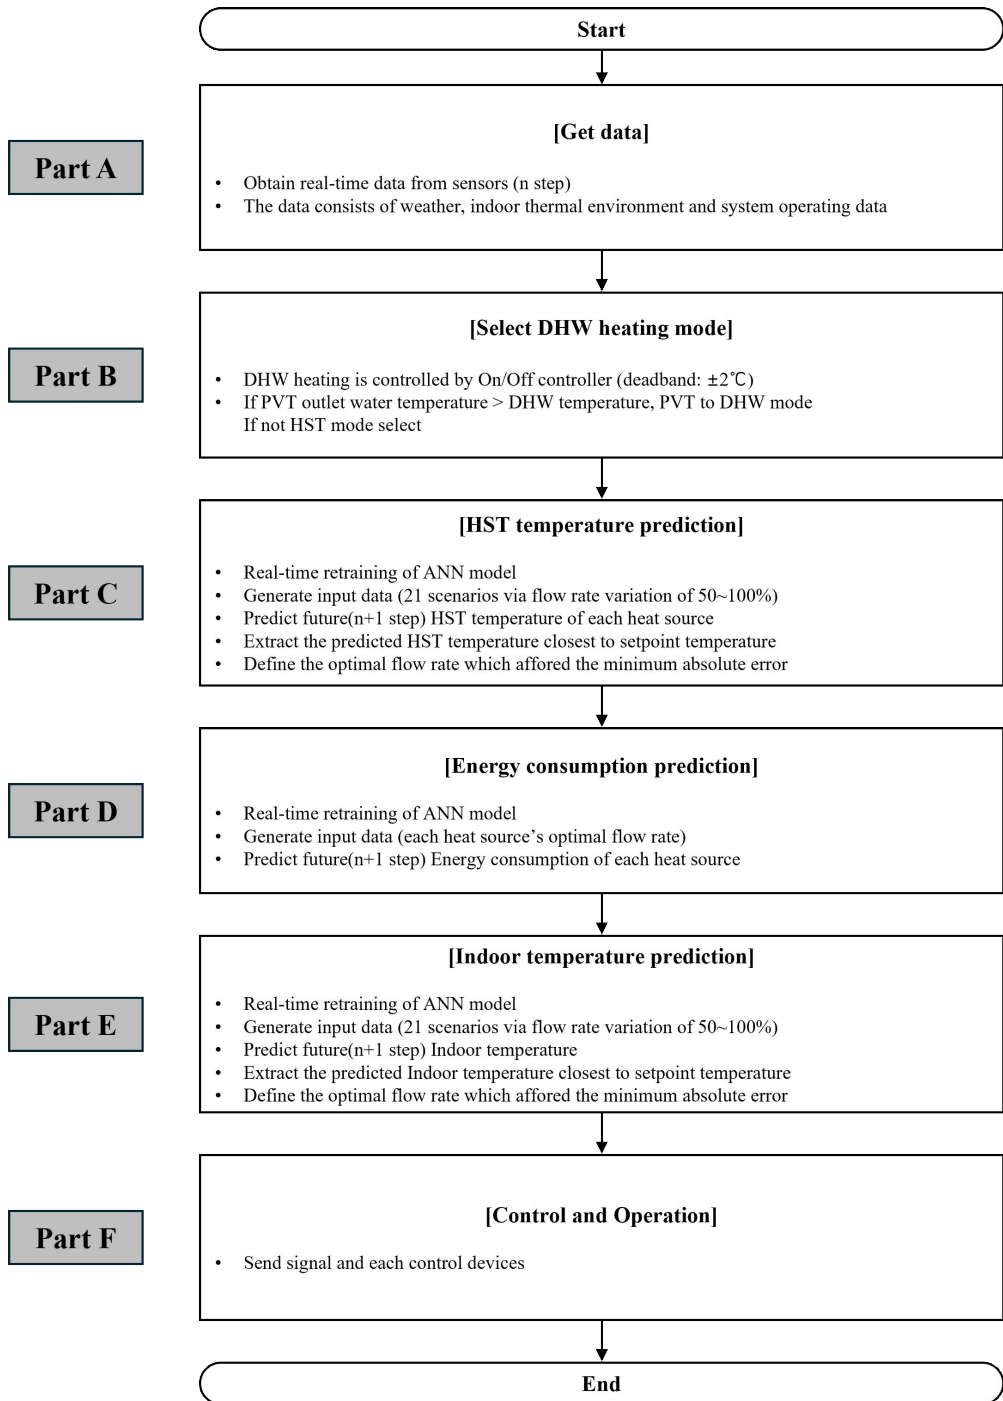 Start
Part A
[Get data]
• Obtain real-time data from sensors (n step)
• The data consists of weather, indoor thermal environment and system operating data
Part B
[Select DHW heating mode]
• DHW heating is controlled by On/Off controller (deadband: ±2℃)
• If PVT outlet water temperature > DHW temperature, PVT to DHW mode
If not HST mode select
Part C
[HST temperature prediction]
• Real-time retraining of ANN model
• Generate input data (21 scenarios via flow rate variation of 50~100%)
• Predict future(n+1 step) HST temperature of each heat source
• Extract the predicted HST temperature closest to setpoint temperature
• Define the optimal flow rate which afforded the minimum absolute error
Part D
[Energy consumption prediction]
• Real-time retraining of ANN model
• Generate input data (each heat source’s optimal flow rate)
• Predict future(n+1 step) Energy consumption of each heat source
Part E
[Indoor temperature prediction]
• Real-time retraining of ANN model
• Generate input data (21 scenarios via flow rate variation of 50~100%)
• Predict future(n+1 step) Indoor temperature
• Extract the predicted Indoor temperature closest to setpoint temperature
• Define the optimal flow rate which afforded the minimum absolute error
Part F
[Control and Operation]
• Send signal and each control devices
End